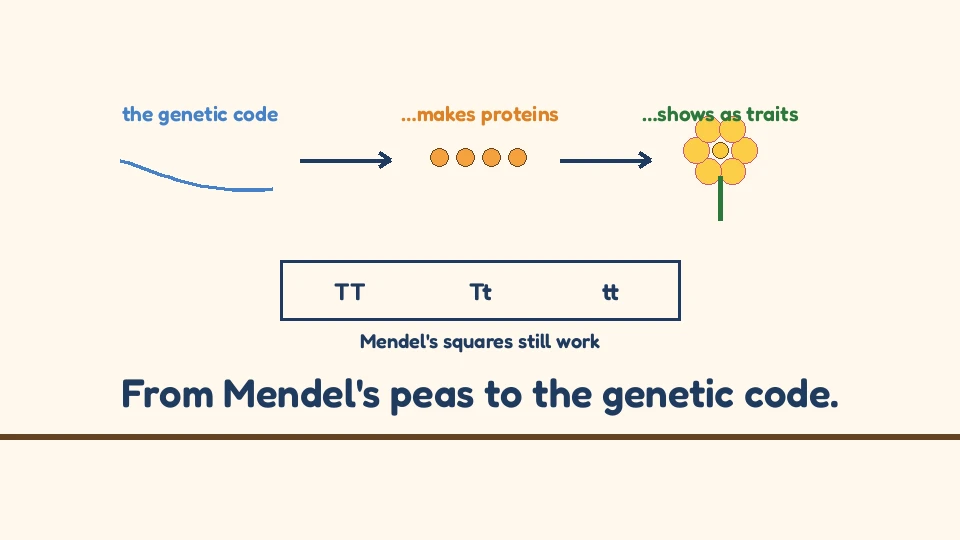 the genetic code
...makes proteins
...shows as traits
TT Tt tt
Mendel's squares still work
From Mendel's peas to the genetic code.